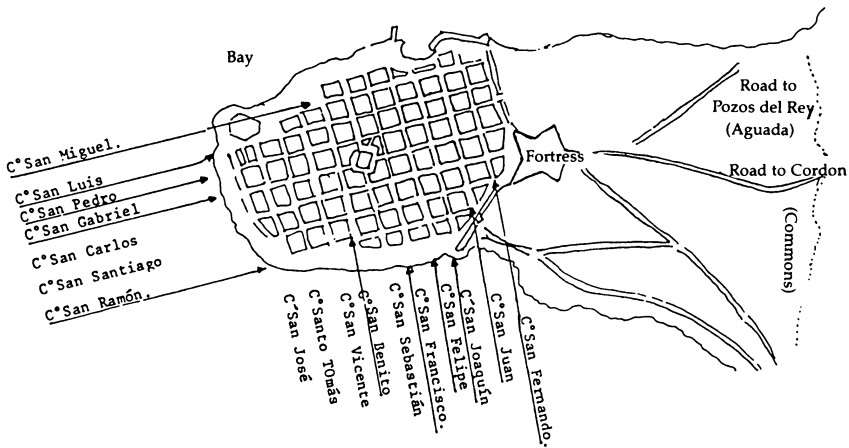 Bay
Road to
Pozos del Rey
(Aguada)
Fortress
Road to Cordon
(Commons)
C°San Miguel.
C°San Luis
C°San Pedro
C°San Gabriel
C°San Carlos
C°San Santiago
C°San Ramón.
C´San José
C°Santo TOmás
C°San Vicente
C°San Benito
C°San Sebastián
C°San Francisco.
C°San Felipe
C´San Joaquín
C°San Juan
C°San Fernando.